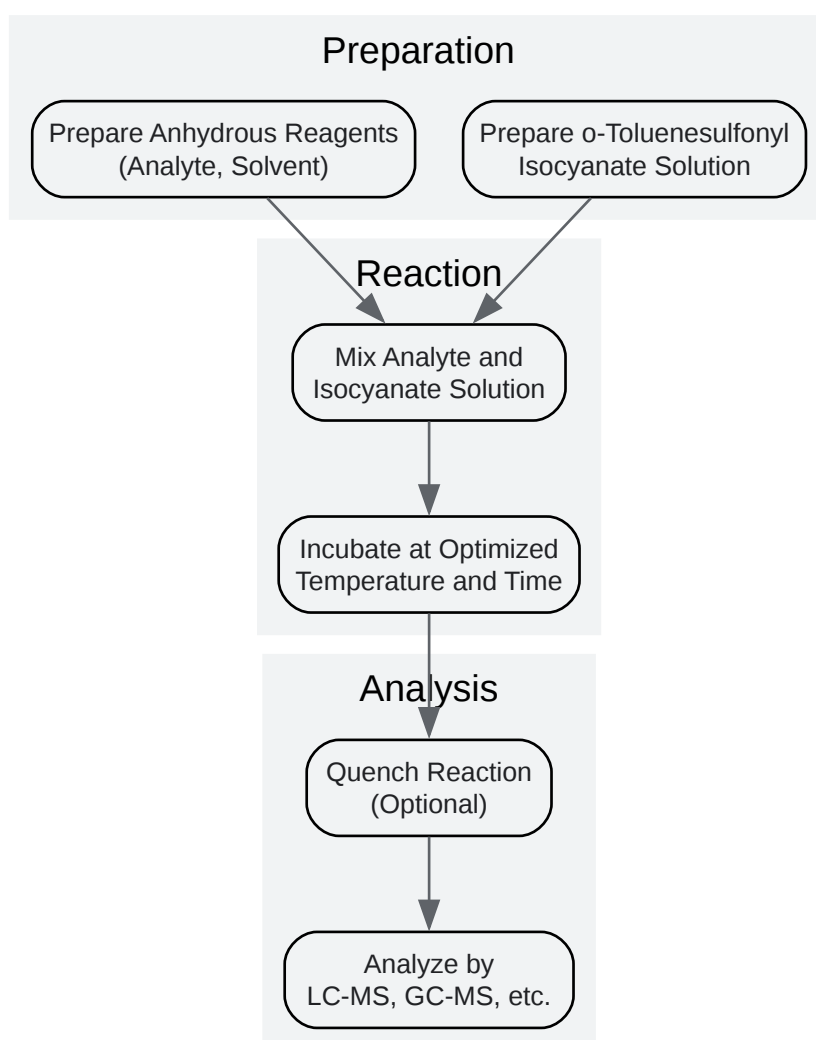 Preparation
Prepare Anhydrous Reagents
(Analyte, Solvent)
Prepare o-Toluenesulfonyl
Isocyanate Solution
Reaction
Mix Analyte and
Isocyanate Solution
Incubate at Optimized
Temperature and Time
Analysis
Quench Reaction
(Optional)
Analyze by
LC-MS, GC-MS, etc.